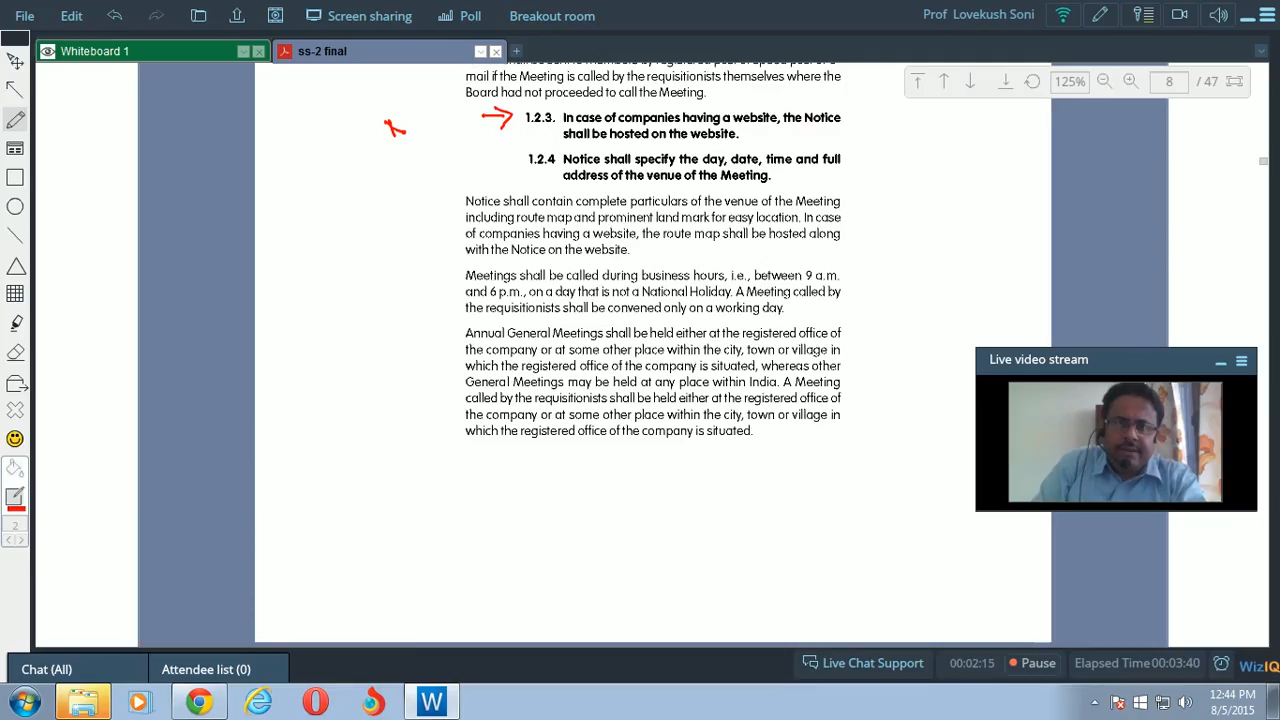 File
Edit
Screen sharing
Poll
Breakout room
Prof Lovekush Soni
Whiteboard 1
ss-2 final
125%
8
/ 47
mail if the Meeting is called by the requisitionists themselves where the
Board had not proceeded to call the Meeting.
1.2.3. In case of companies having a website, the Notice
shall be hosted on the website.
1.2.4 Notice shall specify the day, date, time and full
address of the venue of the Meeting.
Notice shall contain complete particulars of the venue of the Meeting
including route map and prominent land mark for easy location. In case
of companies having a website, the route map shall be hosted along
with the Notice on the website.
Meetings shall be called during business hours, i.e., between 9 a.m.
and 6 p.m., on a day that is not a National Holiday. A Meeting called by
the requisitionists shall be convened only on a working day.
Annual General Meetings shall be held either at the registered office of
the company or at some other place within the city, town or village in
which the registered office of the company is situated, whereas other
General Meetings may be held at any place within India. A Meeting
called by the requisitionists shall be held either at the registered office of
the company or at some other place within the city, town or village in
which the registered office of the company is situated.
Live video stream
2
Chat (All)
Attendee list (0)
Live Chat Support
00:02:15
Pause
Elapsed Time 00:03:40
WizIQ
W
12:44 PM
8/5/2015